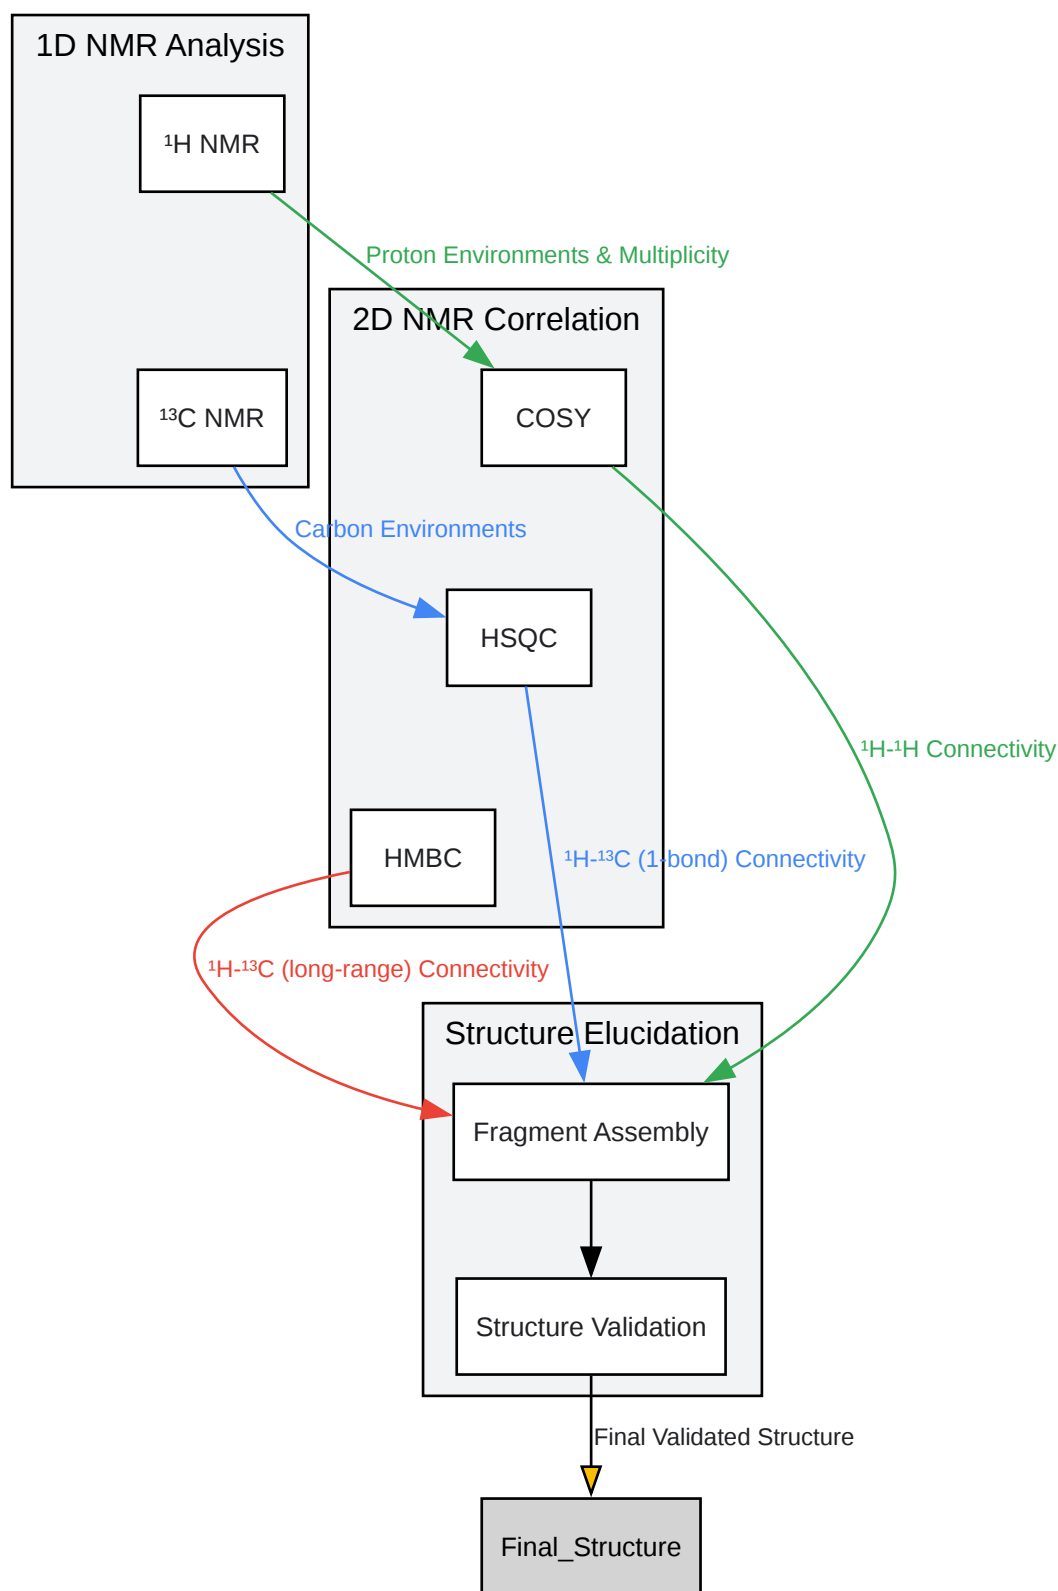 1D NMR Analysis
¹H NMR
Proton Environments & Multiplicity
2D NMR Correlation
COSY
¹³C NMR
Carbon Environments
HSQC
¹H-¹H Connectivity
HMBC
¹H-¹³C (1-bond) Connectivity
¹H-¹³C (long-range) Connectivity
Structure Elucidation
Fragment Assembly
Structure Validation
Final Validated Structure
Final_Structure